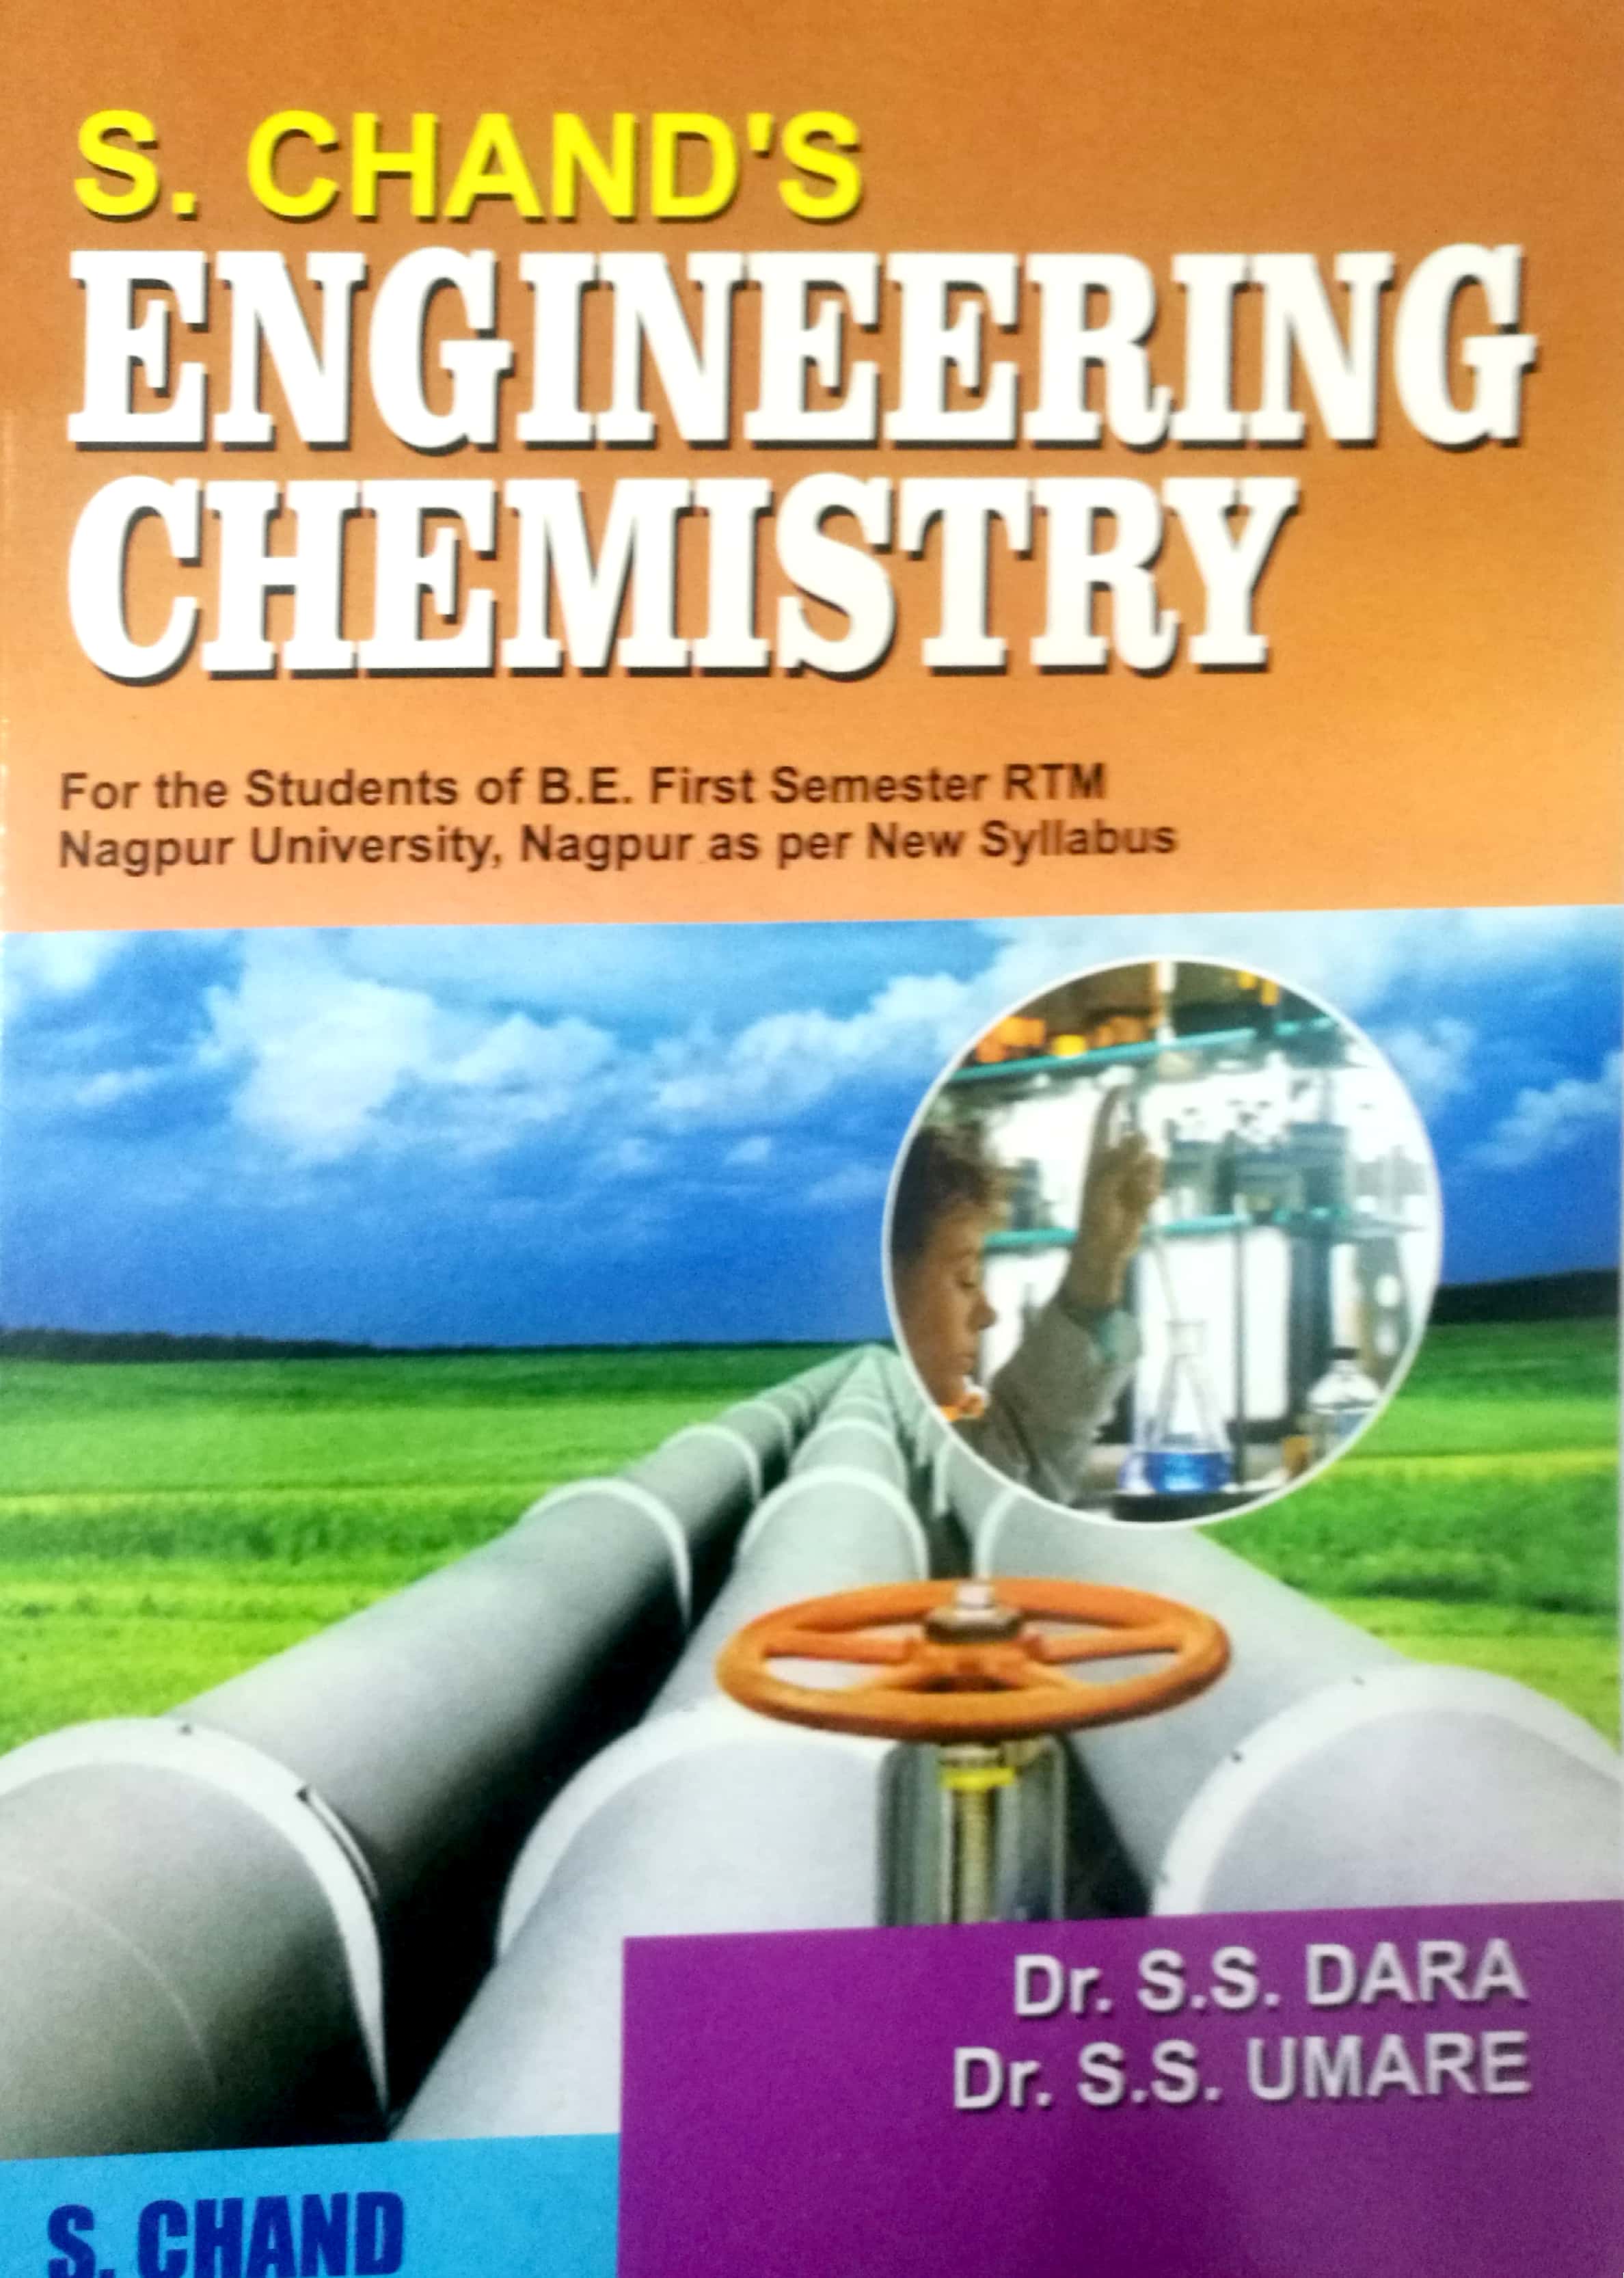 S. CHAND'S
ENGINEERING
CHEMISTRY
For the Students of B.E. First Semester RTM
Nagpur University, Nagpur as per New Syllabus
Dr. S.S. DARA
Dr. S.S. UMARE
S. CHAND